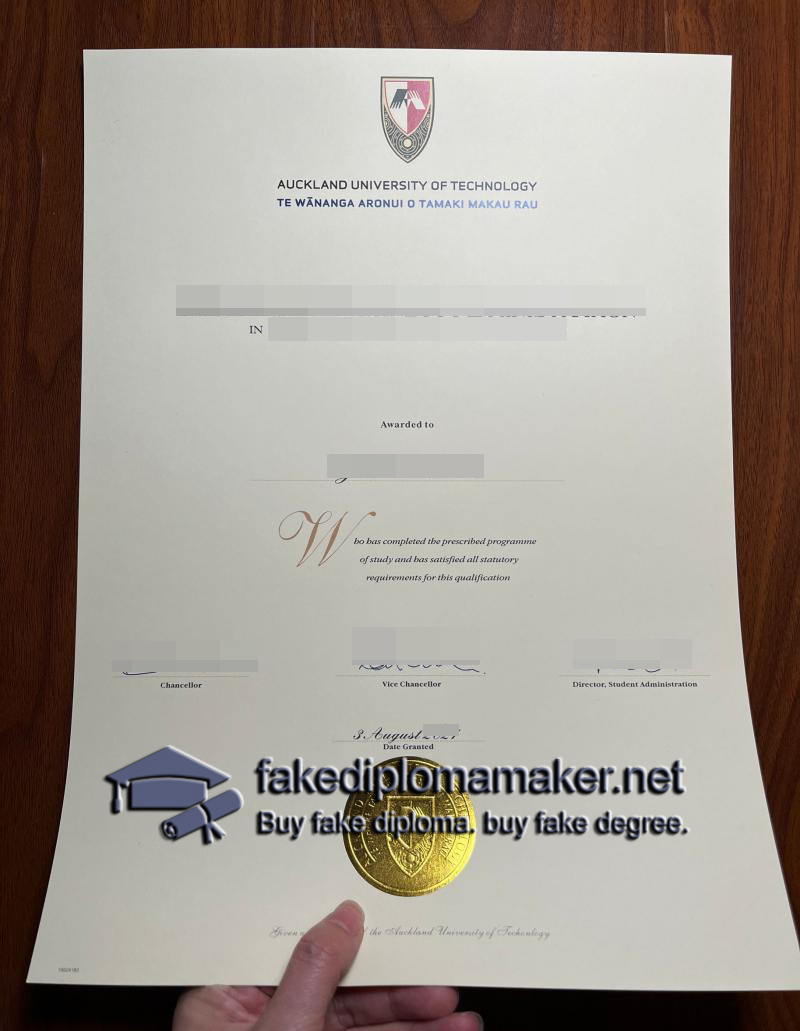 AUCKLAND UNIVERSITY OF TECHNOLOGY
TE WĀNANGA ARONUI O TAMAKI MAKAU RAU
IN
Awarded to
Who has completed the prescribed programme
of study and has satisfied all statutory
requirements for this qualification
Chancellor
Vice Chancellor
Director, Student Administration
3 August
Date Granted
fakediplomamaker.net
Buy fake diploma. buy fake degree.
Given the Auckland University of Techonlogy